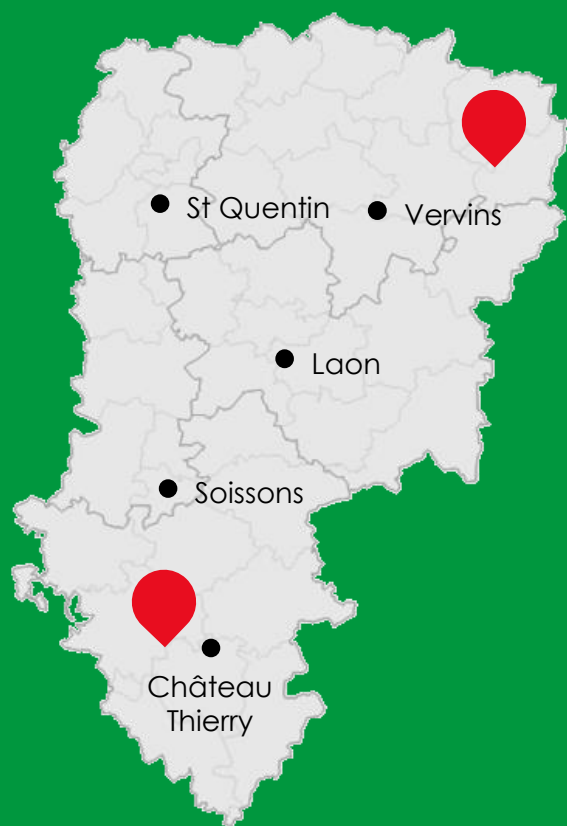 St Quentin
Vervins
Laon
Soissons
Château
Thierry